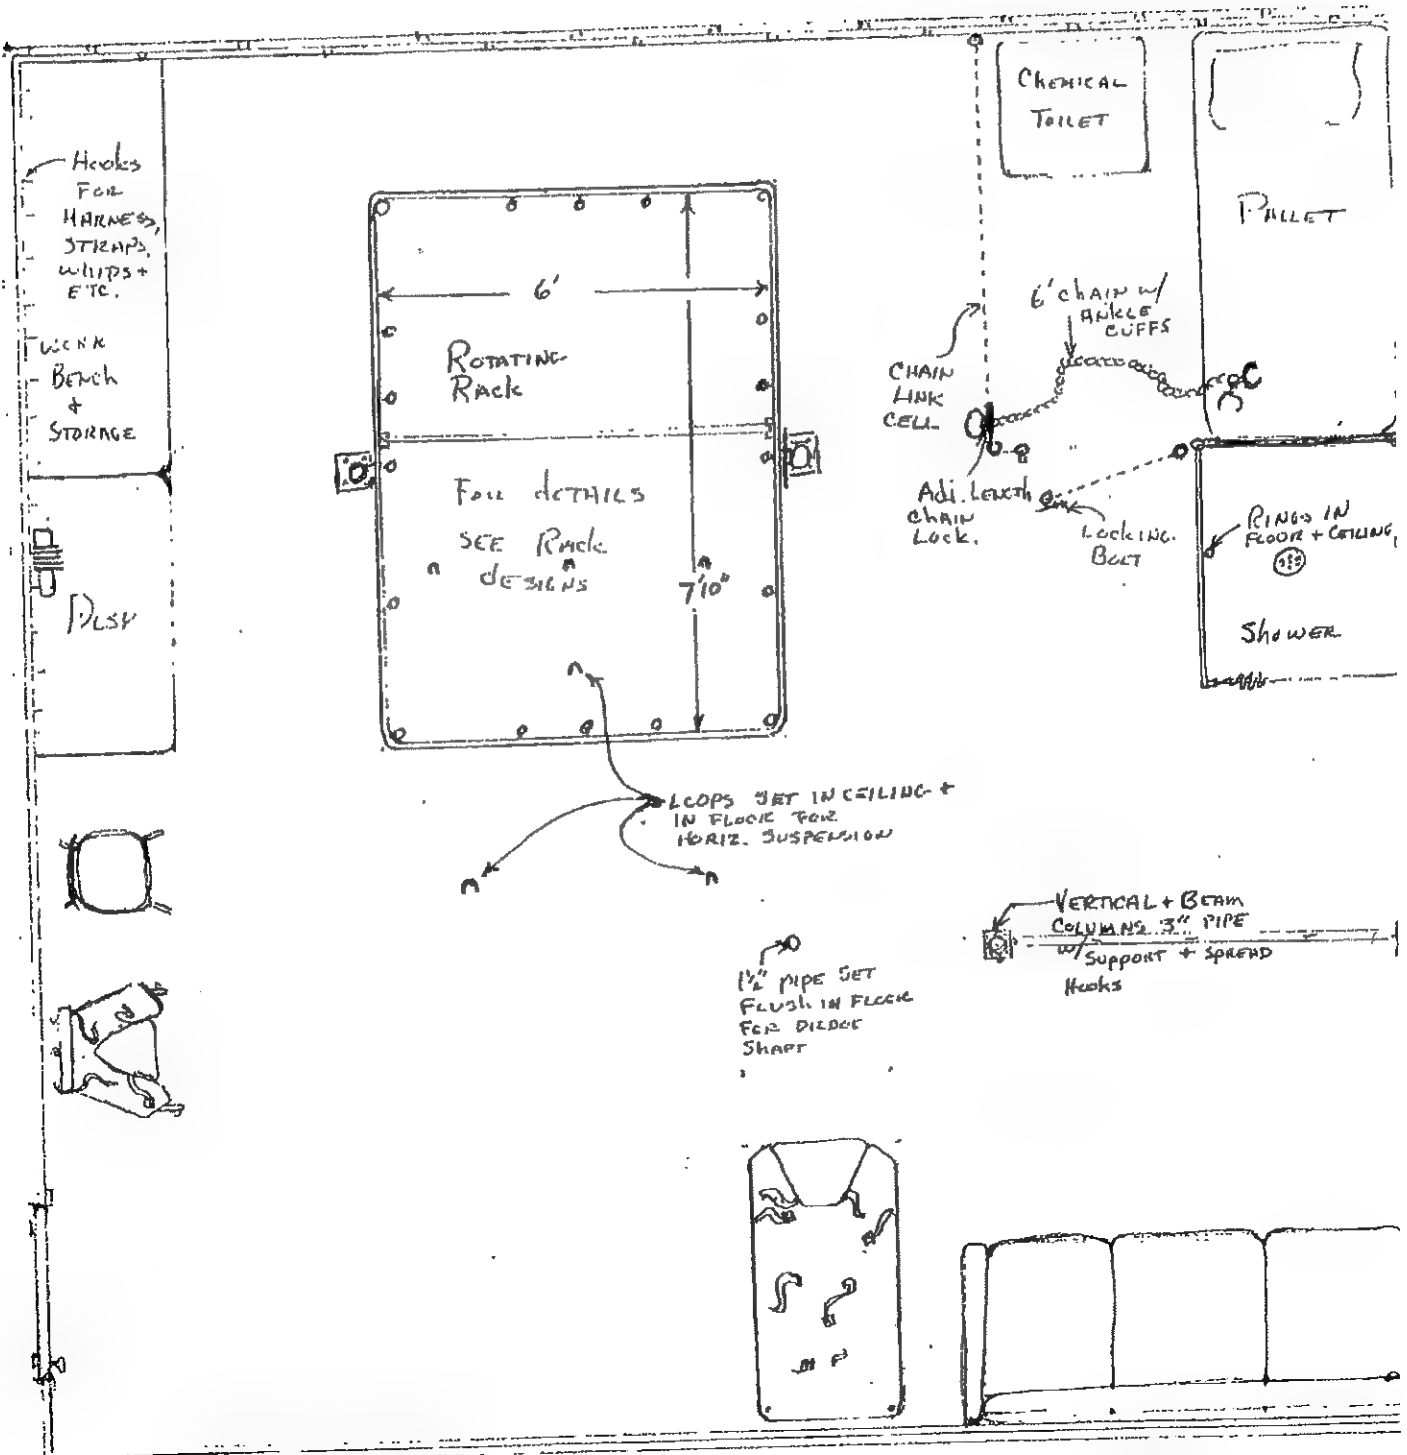 Hooks
FOR
HARNESS,
STRAPS,
WHIPS +
ETC.
WORK
BENCH
+
STORAGE
DESK
6'
ROTATING
RACK
FOR dETAILS
SEE RACK
dESIGNS
7'10"
LOOPS SET IN CEILING +
IN FLOOR FOR
HORIZ. SUSPENSION
CHEMICAL
TOILET
PALLET
6' CHAIN W/
ANKLE
CUFFS
CHAIN
LINK
CELL
Adj. LENGTH
CHAIN
LOCK.
LOCKING
BOLT
RINGS IN
FLOOR + CEILING
SHOWER
VERTICAL + BEAM
COLUMNS 3" PIPE
W/ SUPPORT + SPREAD
Hooks
1½" PIPE SET
FLUSH IN FLOOR
FOR DILDOE
SHAFT